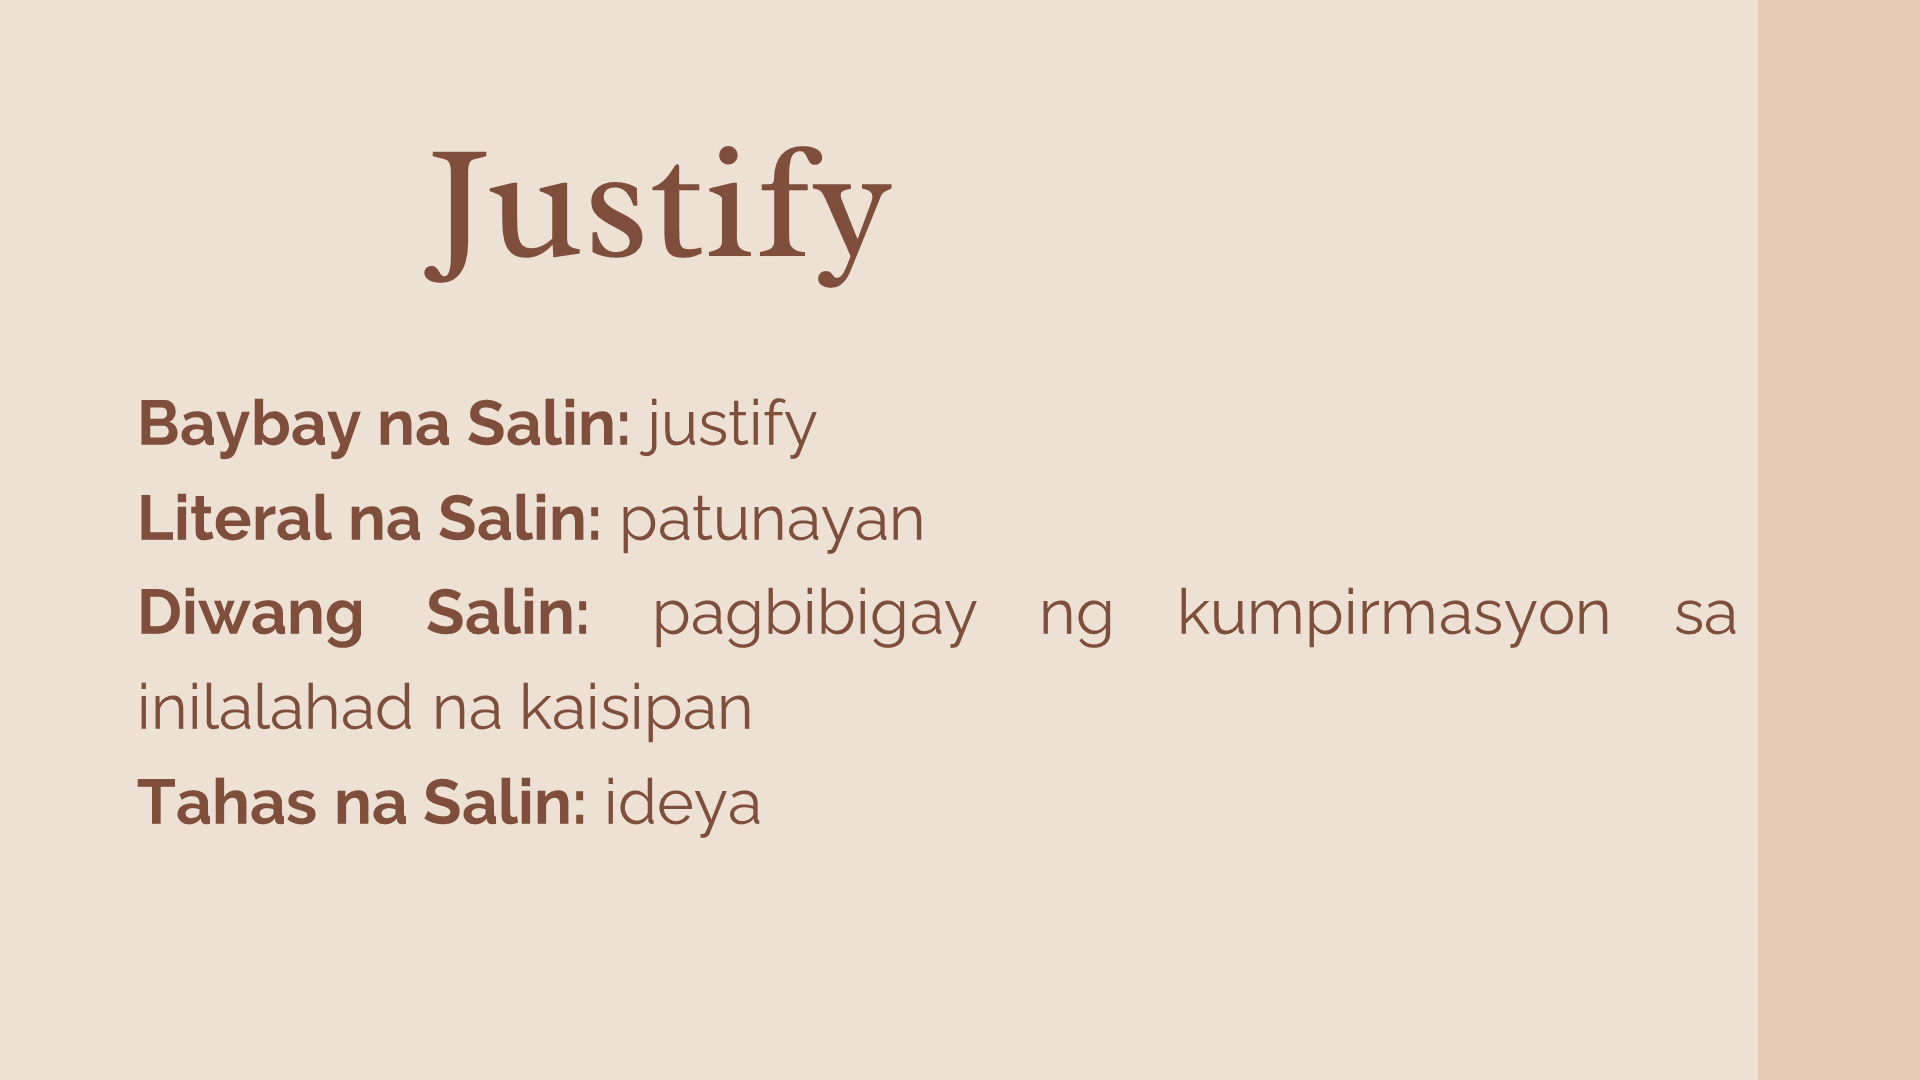 Justify
Baybay na Salin: justify
Literal na Salin: patunayan
Diwang Salin: pagbibigay ng kumpirmasyon sa
inilalahad na kaisipan
Tahas na Salin: ideya